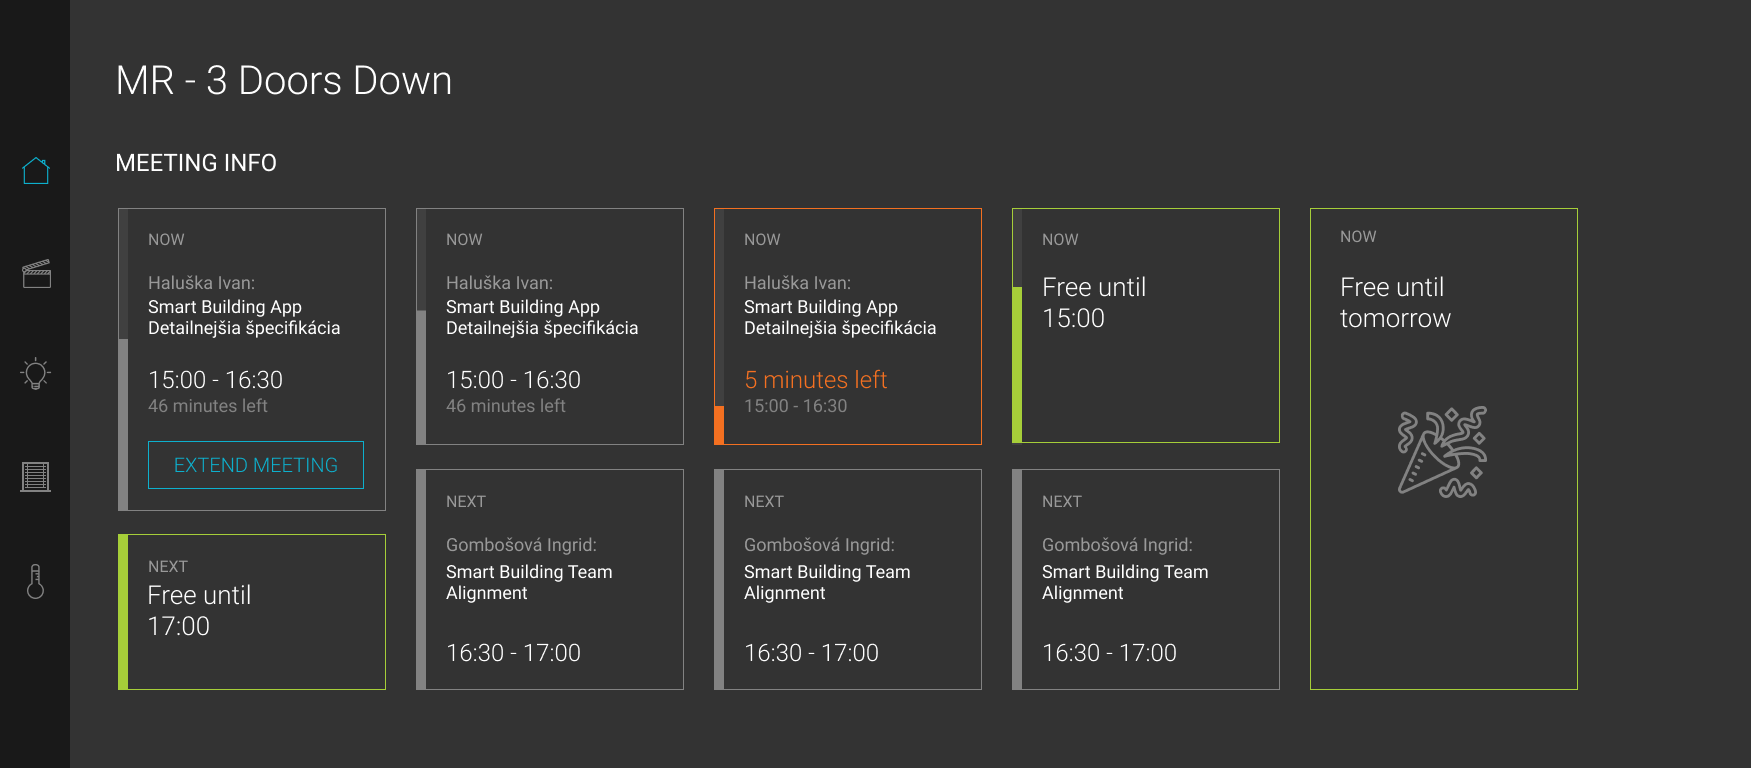 MR - 3 Doors Down
MEETING INFO
NOW
Haluška Ivan:
Smart Building App
Detailnejšia špecifikácia
15:00 - 16:30
46 minutes left
EXTEND MEETING
NEXT
Free until
17:00
NOW
Haluška Ivan:
Smart Building App
Detailnejšia špecifikácia
15:00 - 16:30
46 minutes left
NEXT
Gombošová Ingrid:
Smart Building Team
Alignment
16:30 - 17:00
NOW
Haluška Ivan:
Smart Building App
Detailnejšia špecifikácia
5 minutes left
15:00 - 16:30
NEXT
Gombošová Ingrid:
Smart Building Team
Alignment
16:30 - 17:00
NOW
Free until
15:00
NEXT
Gombošová Ingrid:
Smart Building Team
Alignment
16:30 - 17:00
NOW
Free until
tomorrow